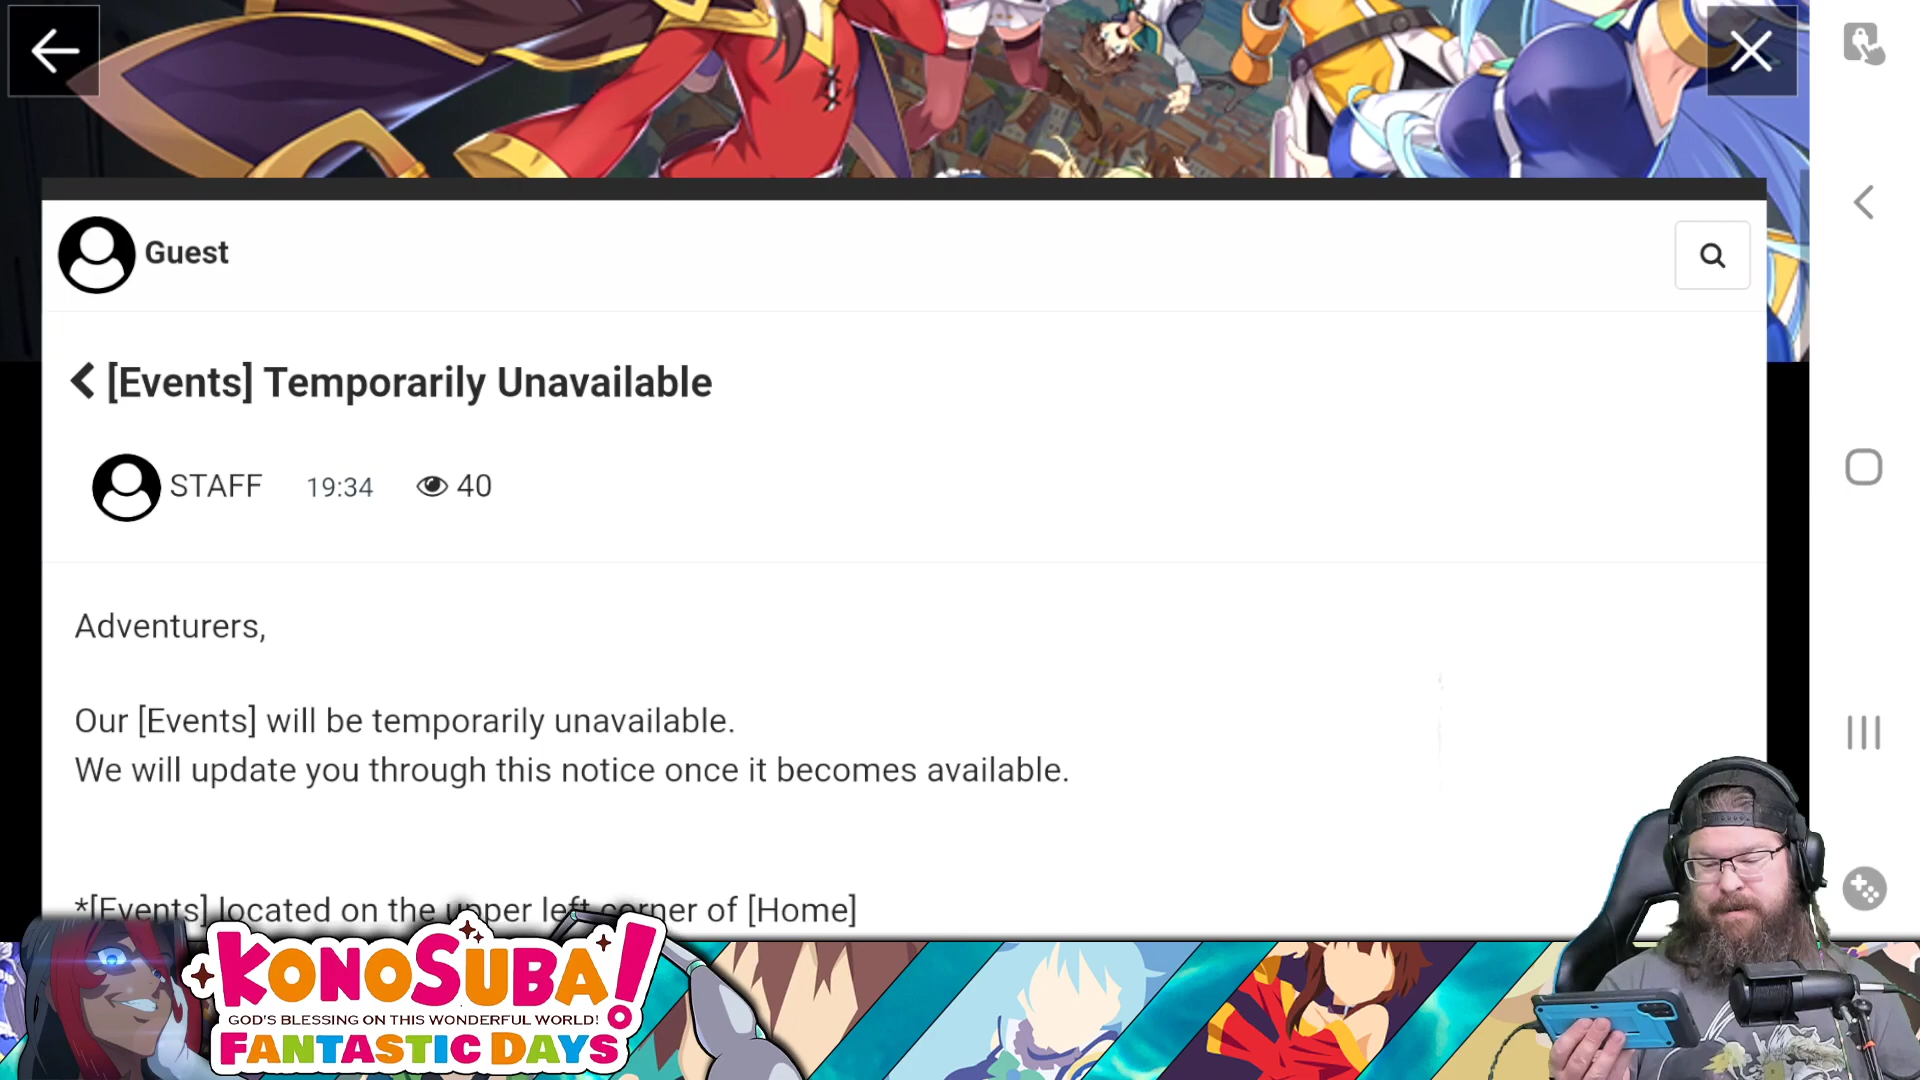 Guest
[Events] Temporarily Unavailable
STAFF 19:34 40
Adventurers,
Our [Events] will be temporarily unavailable.
We will update you through this notice once it becomes available.
*[Events] located on the upper left corner of [Home]
KONOSUBA!
GOD'S BLESSING ON THIS WONDERFUL WORLD!
FANTASTIC DAYS